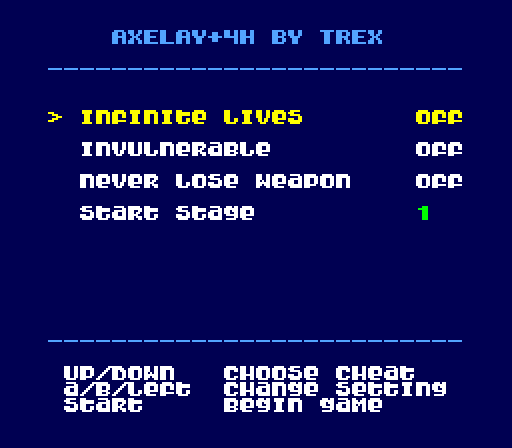 AXELAY+4H BY TREX
> Infinite Lives Off
Invulnerable Off
Never Lose Weapon Off
Start Stage 1
Up/Down Choose Cheat
A/B/Left Change Setting
Start Begin Game